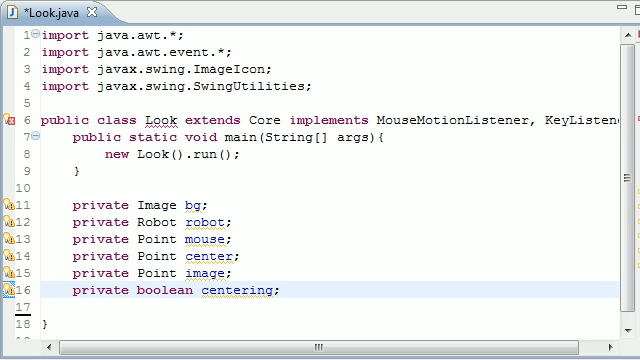 *Look.java
1 import java.awt.*;
2 import java.awt.event.*;
3 import javax.swing.ImageIcon;
4 import javax.swing.SwingUtilities;
5
6 public class Look extends Core implements MouseMotionListener, KeyListene
7     public static void main(String[] args){
8         new Look().run();
9     }
10
11     private Image bg;
12     private Robot robot;
13     private Point mouse;
14     private Point center;
15     private Point image;
16     private boolean centering;
17
18 }